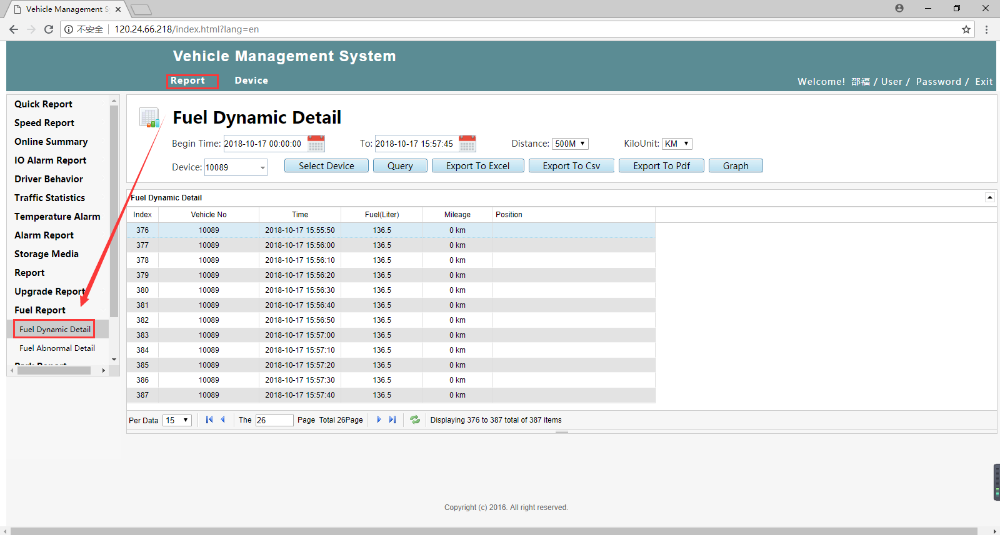 Vehicle Management S
不安全 120.24.66.218/index.html?lang=en
Vehicle Management System
Report Device
Welcome! 邵福 / User / Password / Exit
Quick Report
Speed Report
Online Summary
IO Alarm Report
Driver Behavior
Traffic Statistics
Temperature Alarm
Alarm Report
Storage Media
Report
Upgrade Report
Fuel Report
Fuel Dynamic Detail
Fuel Abnormal Detail
Park Report
Fuel Dynamic Detail
Begin Time: 2018-10-17 00:00:00 To: 2018-10-17 15:57:45 Distance: 500M KiloUnit: KM
Device: 10089 Select Device Query Export To Excel Export To Csv Export To Pdf Graph
Fuel Dynamic Detail
Index Vehicle No Time Fuel(Liter) Mileage Position
376 10089 2018-10-17 15:55:50 136.5 0 km
377 10089 2018-10-17 15:56:00 136.5 0 km
378 10089 2018-10-17 15:56:10 136.5 0 km
379 10089 2018-10-17 15:56:20 136.5 0 km
380 10089 2018-10-17 15:56:30 136.5 0 km
381 10089 2018-10-17 15:56:40 136.5 0 km
382 10089 2018-10-17 15:56:50 136.5 0 km
383 10089 2018-10-17 15:57:00 136.5 0 km
384 10089 2018-10-17 15:57:10 136.5 0 km
385 10089 2018-10-17 15:57:20 136.5 0 km
386 10089 2018-10-17 15:57:30 136.5 0 km
387 10089 2018-10-17 15:57:40 136.5 0 km
Per Data 15 The 26 Page Total 26Page Displaying 376 to 387 total of 387 items
Copyright (c) 2016. All right reserved.